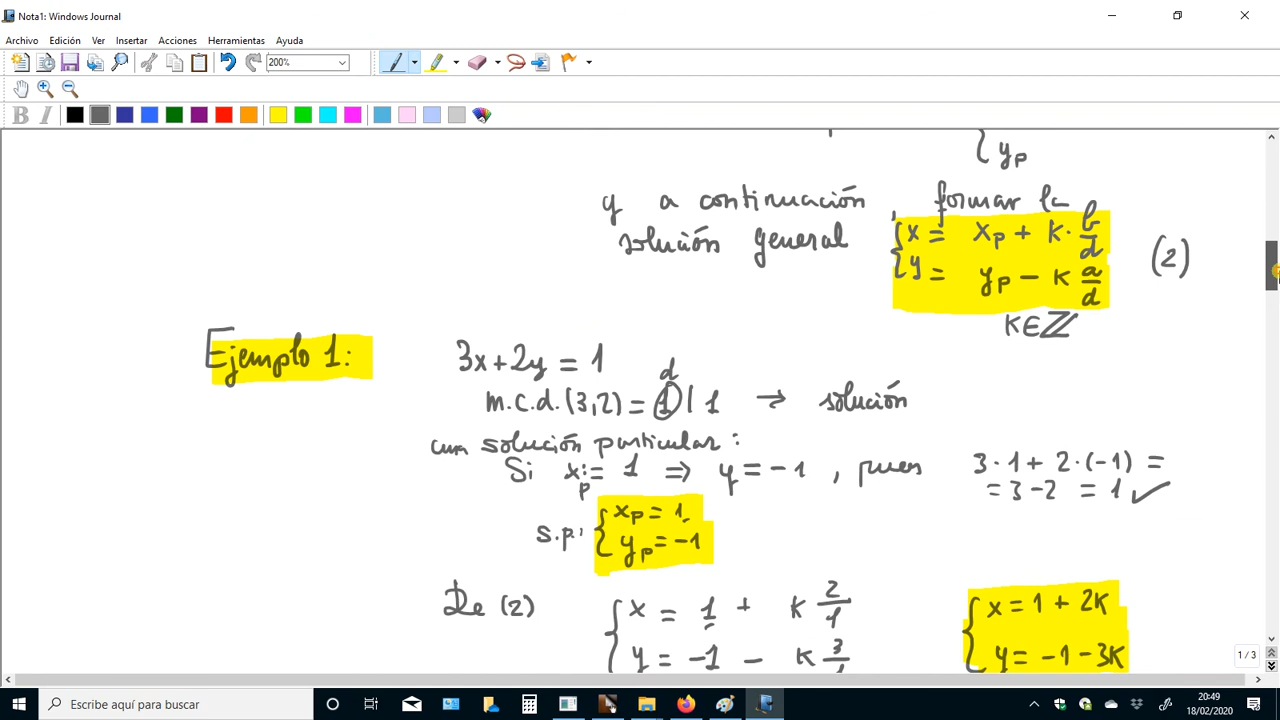 Nota1: Windows Journal
Archivo Edición Ver Insertar Acciones Herramientas Ayuda
200%
B I
{ yp
y a continuación formar la
solución general { x = xp + k · b/d
{ y = yp − k a/d (2)
k∈ℤ
Ejemplo 1: 3x+2y = 1
d
m.c.d.(3,2) = 1 | 1 → solución
una solución particular:
Si xp := 1 ⇒ y = −1 , pues 3·1 + 2·(−1) =
= 3 − 2 = 1 ✓
s.p: { xp = 1
{ yp = −1
De (2) { x = 1 + k 2/1 { x = 1 + 2k
{ y = −1 − k 3/1 { y = −1 − 3k
1 / 3
Escribe aquí para buscar
20:49
18/02/2020